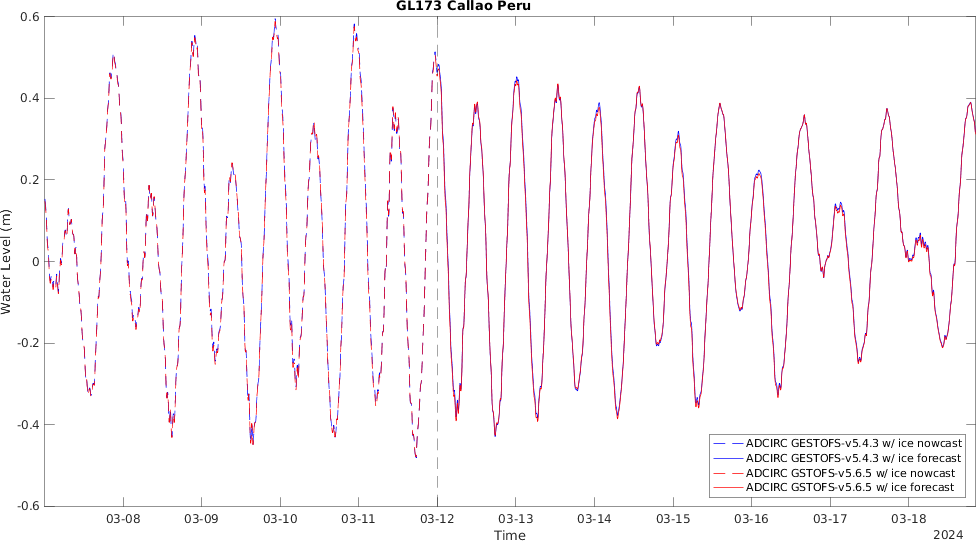 GL173 Callao Peru
0.6
0.4
0.2
0
-0.2
-0.4
-0.6
Water Level (m)
ADCIRC GESTOFS-v5.4.3 w/ ice nowcast
ADCIRC GESTOFS-v5.4.3 w/ ice forecast
ADCIRC GSTOFS-v5.6.5 w/ ice nowcast
ADCIRC GSTOFS-v5.6.5 w/ ice forecast
03-08 03-09 03-10 03-11 03-12 03-13 03-14 03-15 03-16 03-17 03-18
Time
2024